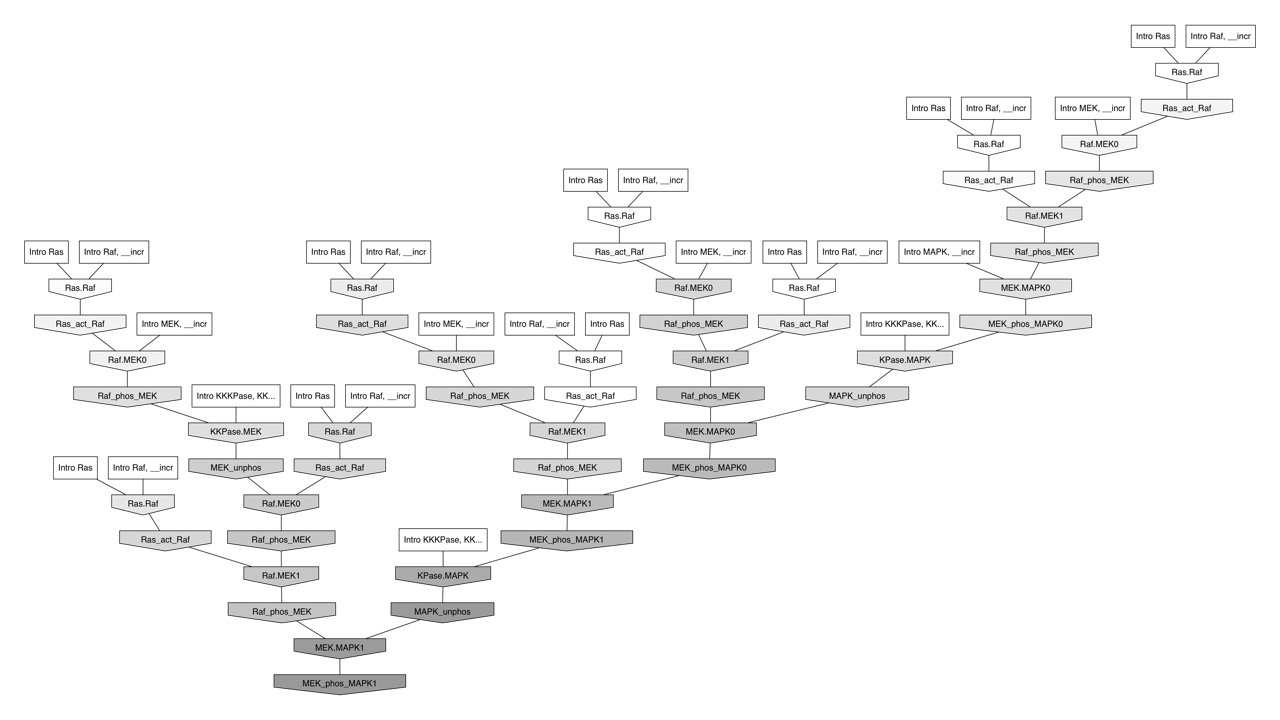 Intro Ras
Intro Raf, __incr
Ras.Raf
Intro Ras
Intro Raf, __incr
Intro MEK, __incr
Ras_act_Raf
Ras.Raf
Raf.MEK0
Intro Ras
Intro Raf, __incr
Ras_act_Raf
Raf_phos_MEK
Ras.Raf
Raf.MEK1
Intro Ras
Intro Raf, __incr
Intro Ras
Intro Raf, __incr
Ras_act_Raf
Intro MEK, __incr
Intro Ras
Intro Raf, __incr
Intro MAPK, __incr
Raf_phos_MEK
Ras.Raf
Ras.Raf
Raf.MEK0
Ras.Raf
MEK.MAPK0
Ras_act_Raf
Intro MEK, __incr
Ras_act_Raf
Intro MEK, __incr
Intro Raf, __incr
Intro Ras
Raf_phos_MEK
Ras_act_Raf
Intro KKKPase, KK...
MEK_phos_MAPK0
Raf.MEK0
Raf.MEK0
Ras.Raf
Raf.MEK1
KPase.MAPK
Raf_phos_MEK
Intro KKKPase, KK...
Intro Ras
Intro Raf, __incr
Raf_phos_MEK
Ras_act_Raf
Raf_phos_MEK
MAPK_unphos
KKPase.MEK
Ras.Raf
Raf.MEK1
MEK.MAPK0
Intro Ras
Intro Raf, __incr
MEK_unphos
Ras_act_Raf
Raf_phos_MEK
MEK_phos_MAPK0
Ras.Raf
Raf.MEK0
MEK.MAPK1
Ras_act_Raf
Raf_phos_MEK
Intro KKKPase, KK...
MEK_phos_MAPK1
Raf.MEK1
KPase.MAPK
Raf_phos_MEK
MAPK_unphos
MEK.MAPK1
MEK_phos_MAPK1